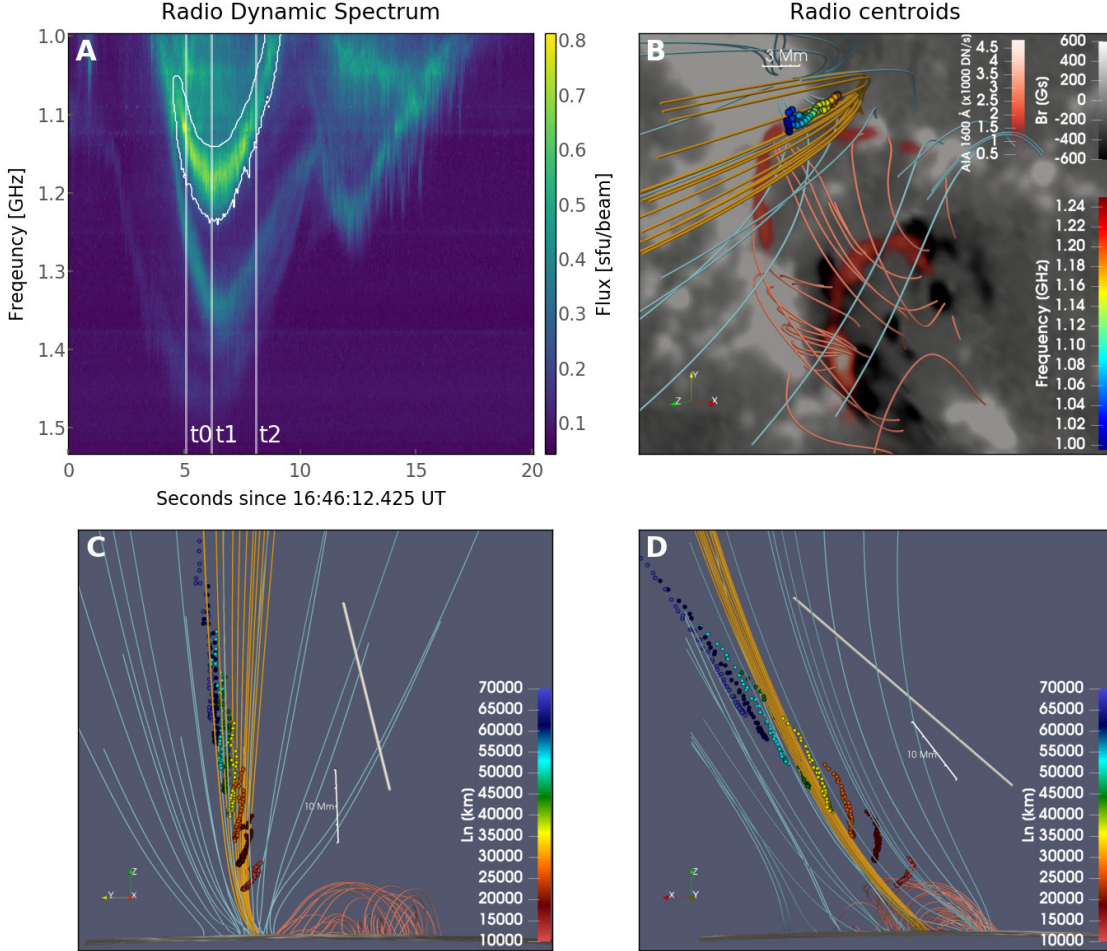 Radio Dynamic Spectrum
Radio centroids
A
1.0
1.1
1.2
1.3
1.4
1.5
Freqeuncy [GHz]
t0
t1
t2
0
5
10
15
20
Seconds since 16:46:12.425 UT
0.8
0.7
0.6
0.5
0.4
0.3
0.2
0.1
Flux [sfu/beam]
B
3 Mm
AIA 1600 Å (x1000 DN/s)
4.5
4
3.5
3
2.5
2
1.5
1
0.5
Br (Gs)
600
400
200
0
-200
-400
-600
Frequency (GHz)
1.24
1.22
1.20
1.18
1.16
1.14
1.12
1.10
1.08
1.06
1.04
1.02
1.00
Y
Z
X
C
10 Mm
Z
Y
X
Ln (km)
70000
65000
60000
55000
50000
45000
40000
35000
30000
25000
20000
15000
10000
D
10 Mm
Z
X
Y
Ln (km)
70000
65000
60000
55000
50000
45000
40000
35000
30000
25000
20000
15000
10000